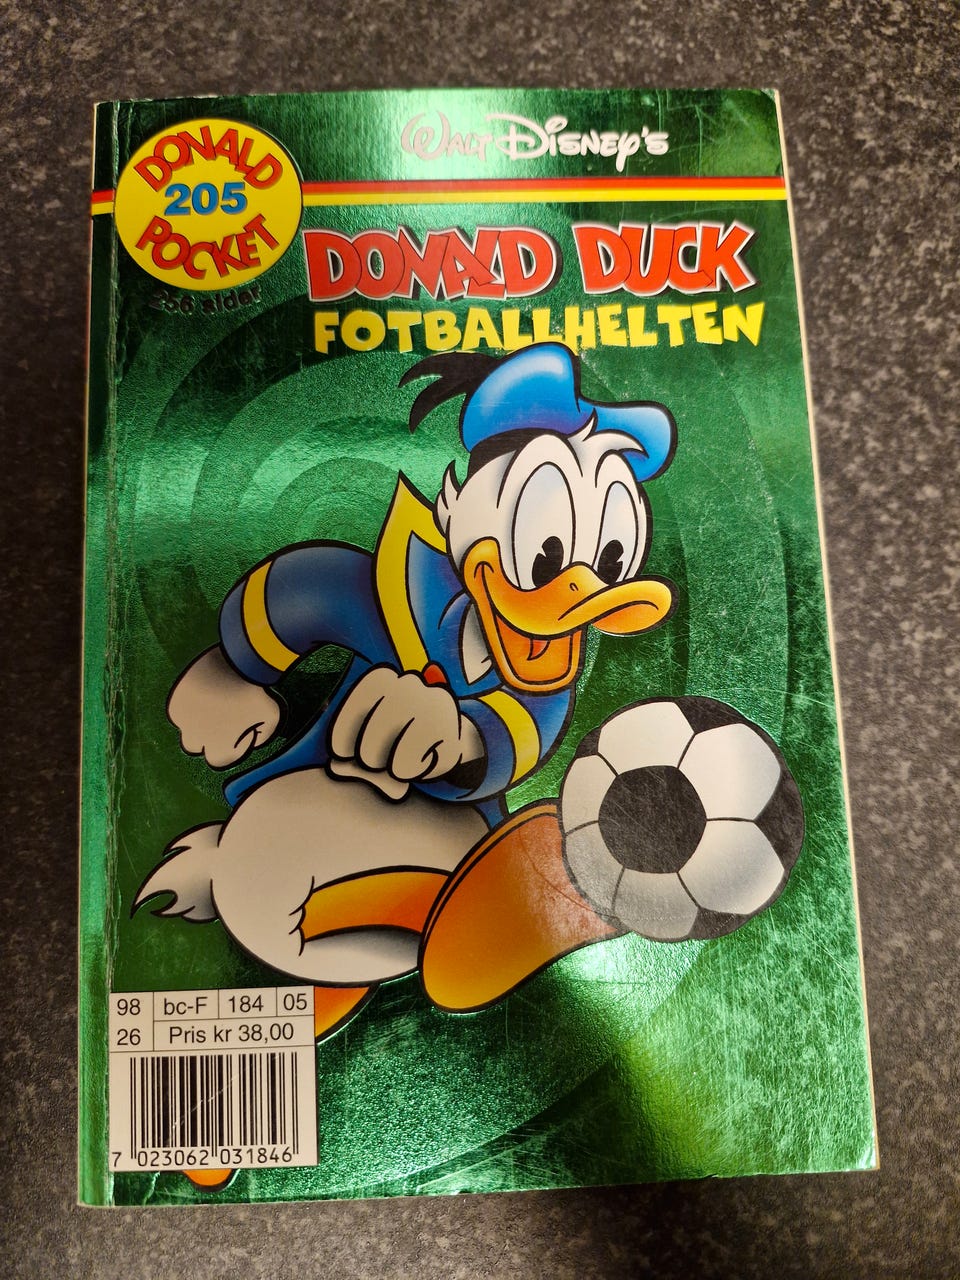 WALT DISNEY'S
DONALD
205
POCKET
256 sider
DONALD DUCK
FOTBALLHELTEN
98 bc-F 184 05
26 Pris kr 38,00
7 023062 031846